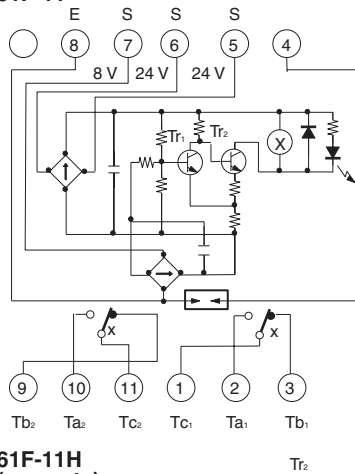 E S S S
8 7 6 5 4
8 V 24 V 24 V
Tr1 Tr2
X
x x
9 10 11 1 2 3
Tb2 Ta2 Tc2 Tc1 Ta1 Tb1
61F-11H
Tr2